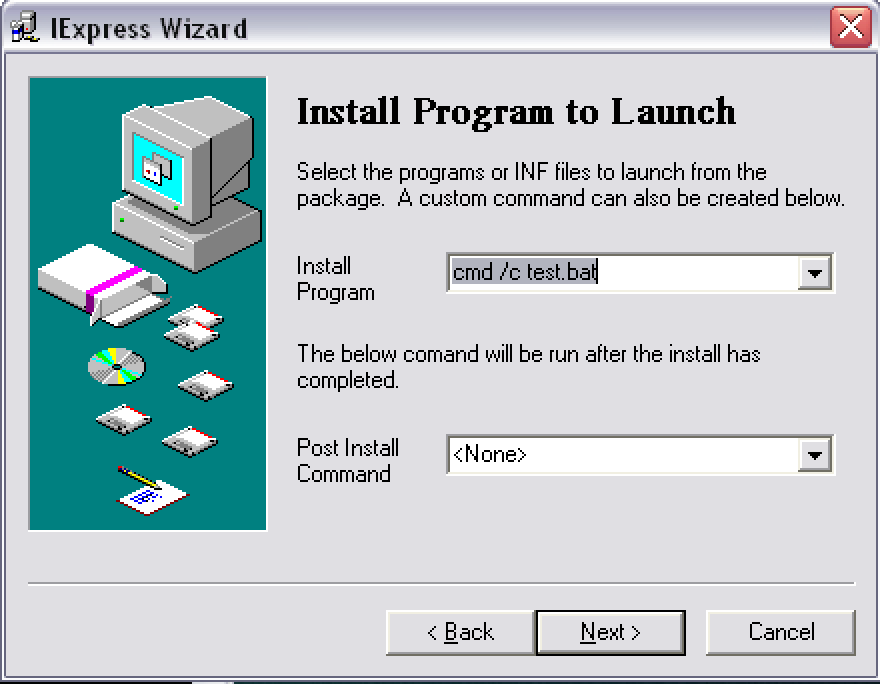 IExpress Wizard
Install Program to Launch
Select the programs or INF files to launch from the
package.  A custom command can also be created below.
Install
Program
cmd /c test.bat
The below comand will be run after the install has
completed.
Post Install
Command
<None>
< Back
Next >
Cancel